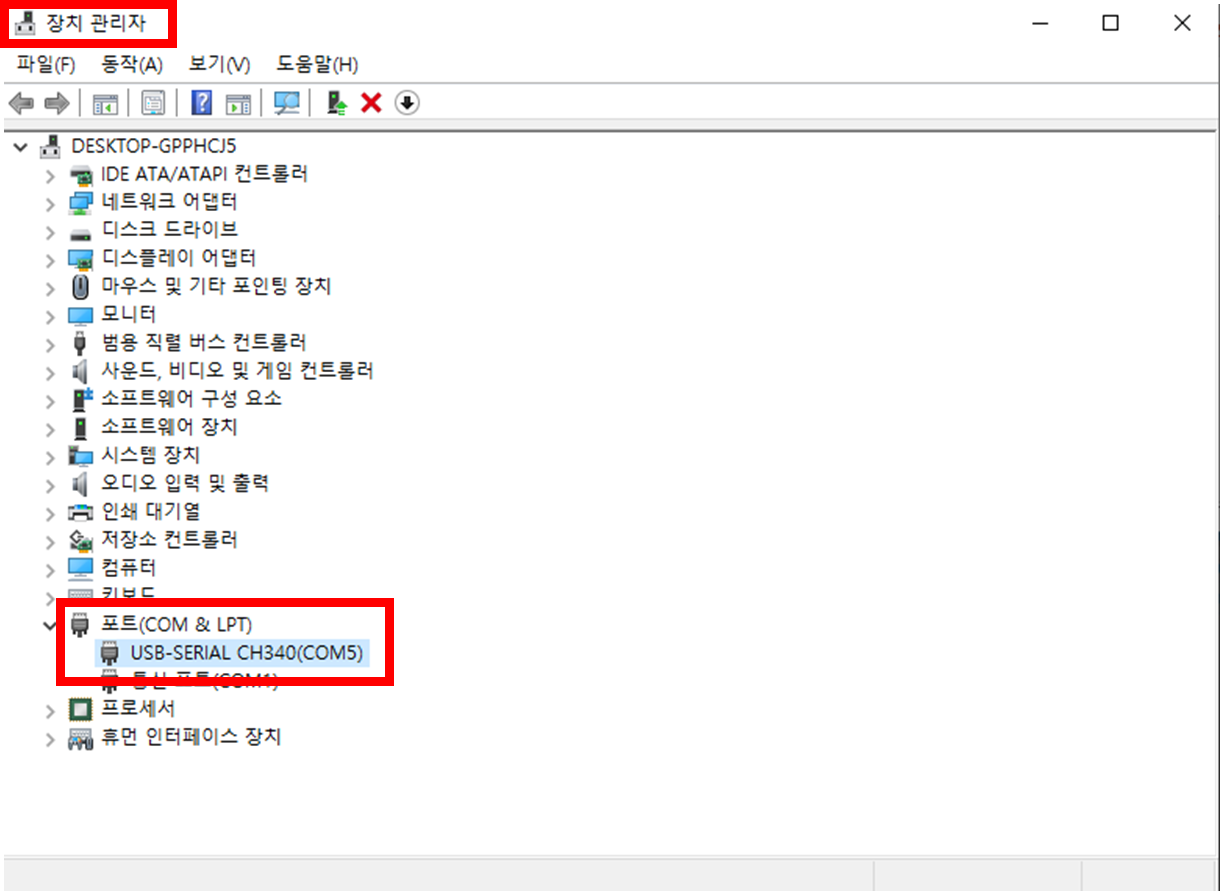 장치 관리자
파일(F) 동작(A) 보기(V) 도움말(H)
DESKTOP-GPPHCJ5
IDE ATA/ATAPI 컨트롤러
네트워크 어댑터
디스크 드라이브
디스플레이 어댑터
마우스 및 기타 포인팅 장치
모니터
범용 직렬 버스 컨트롤러
사운드, 비디오 및 게임 컨트롤러
소프트웨어 구성 요소
소프트웨어 장치
시스템 장치
오디오 입력 및 출력
인쇄 대기열
저장소 컨트롤러
컴퓨터
키보드
포트(COM & LPT)
USB-SERIAL CH340(COM5)
통신 포트(COM1)
프로세서
휴먼 인터페이스 장치